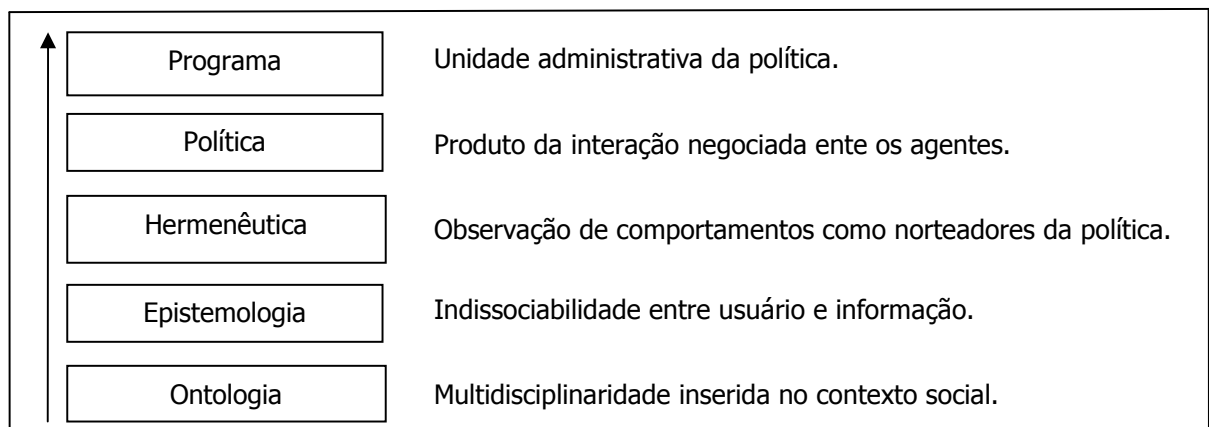 Programa
Unidade administrativa da política.
Política
Produto da interação negociada ente os agentes.
Hermenêutica
Observação de comportamentos como norteadores da política.
Epistemologia
Indissociabilidade entre usuário e informação.
Ontologia
Multidisciplinaridade inserida no contexto social.